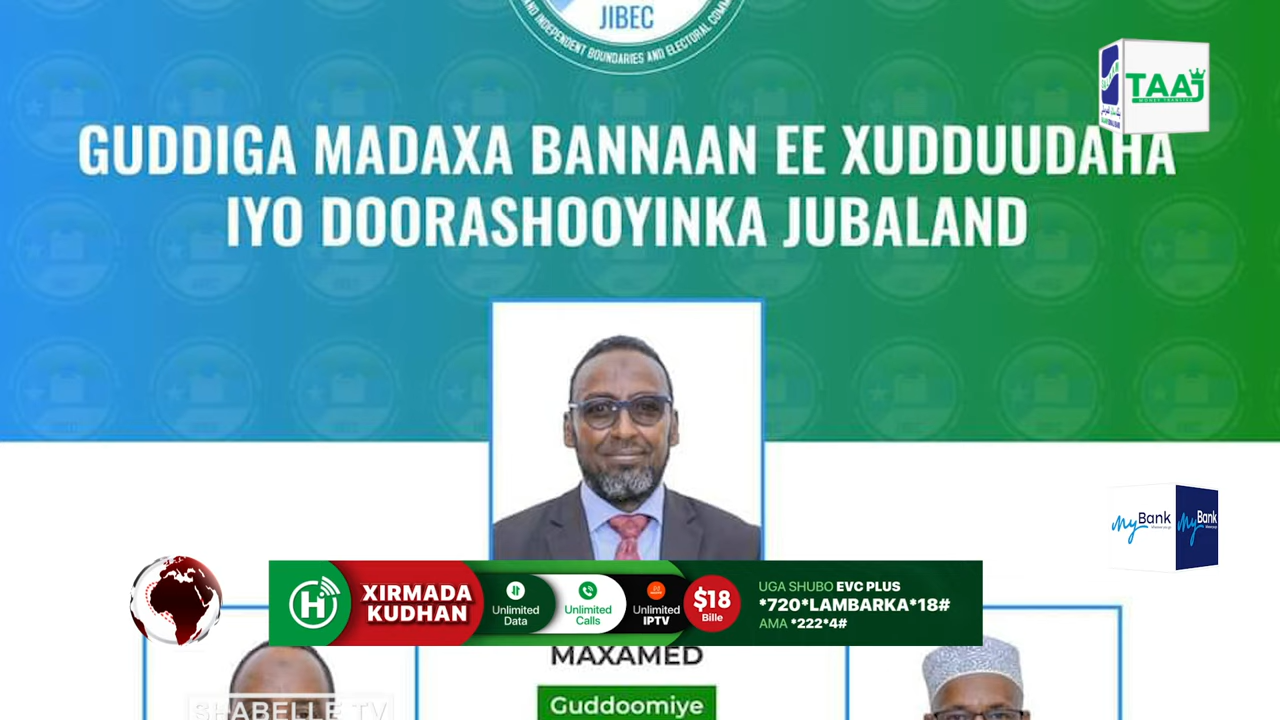 JIBEC
AND INDEPENDENT BOUNDARIES AND ELECTORAL COMM
TAAJ
MONEY TRANSFER
GUDDIGA MADAXA BANNAAN EE XUDDUUDAHA
IYO DOORASHOOYINKA JUBALAND
myBank
myBank
H
XIRMADA
KUDHAN
Unlimited
Data
Unlimited
Calls
Unlimited
IPTV
$18
Bille
UGA SHUBO EVC PLUS
*720*LAMBARKA*18#
AMA *222*4#
MAXAMED
Guddoomiye
SHABELLE TV